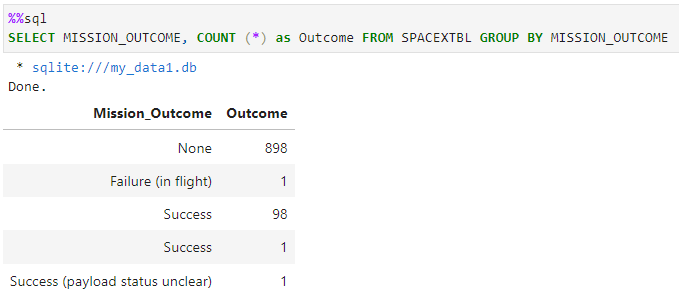 %%sql
SELECT MISSION_OUTCOME, COUNT (*) as Outcome FROM SPACEXTBL GROUP BY MISSION_OUTCOME
* sqlite:///my_data1.db
Done.
Mission_Outcome Outcome
None 898
Failure (in flight) 1
Success 98
Success 1
Success (payload status unclear) 1